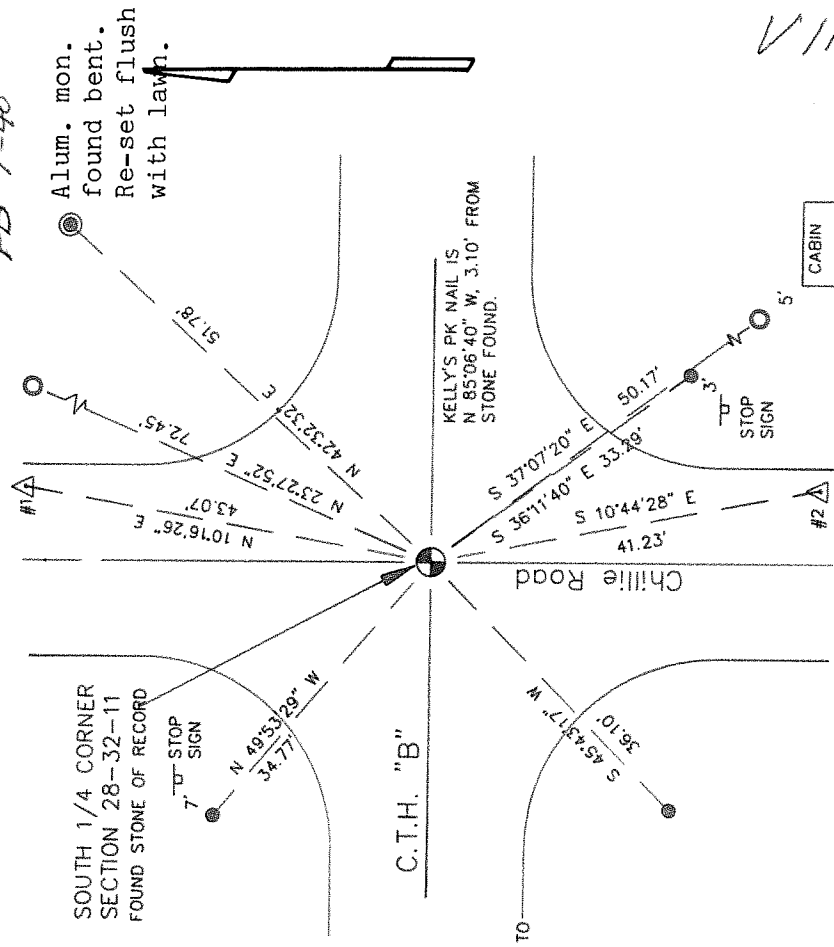 Alum. mon.
found bent.
Re-set flush
with lawn.
51.78'
N 42°32'32" E
72.45'
N 23°27'52" E
#1
43.07'
N 10°16'26" E
SOUTH 1/4 CORNER
SECTION 28-32-11
FOUND STONE OF RECORD
STOP
SIGN
7'
N 49°53'29" W
34.77'
KELLY'S PK NAIL IS
N 85°06'40" W, 3.10' FROM
STONE FOUND.
C.T.H. "B"
S 37°07'20" E
50.17'
S 36°11'40" E 33.29'
S 10°44'28" E
41.23'
Chillie Road
S 45°43'17" W
36.10'
3'
5'
STOP
SIGN
#2
CABIN
TO